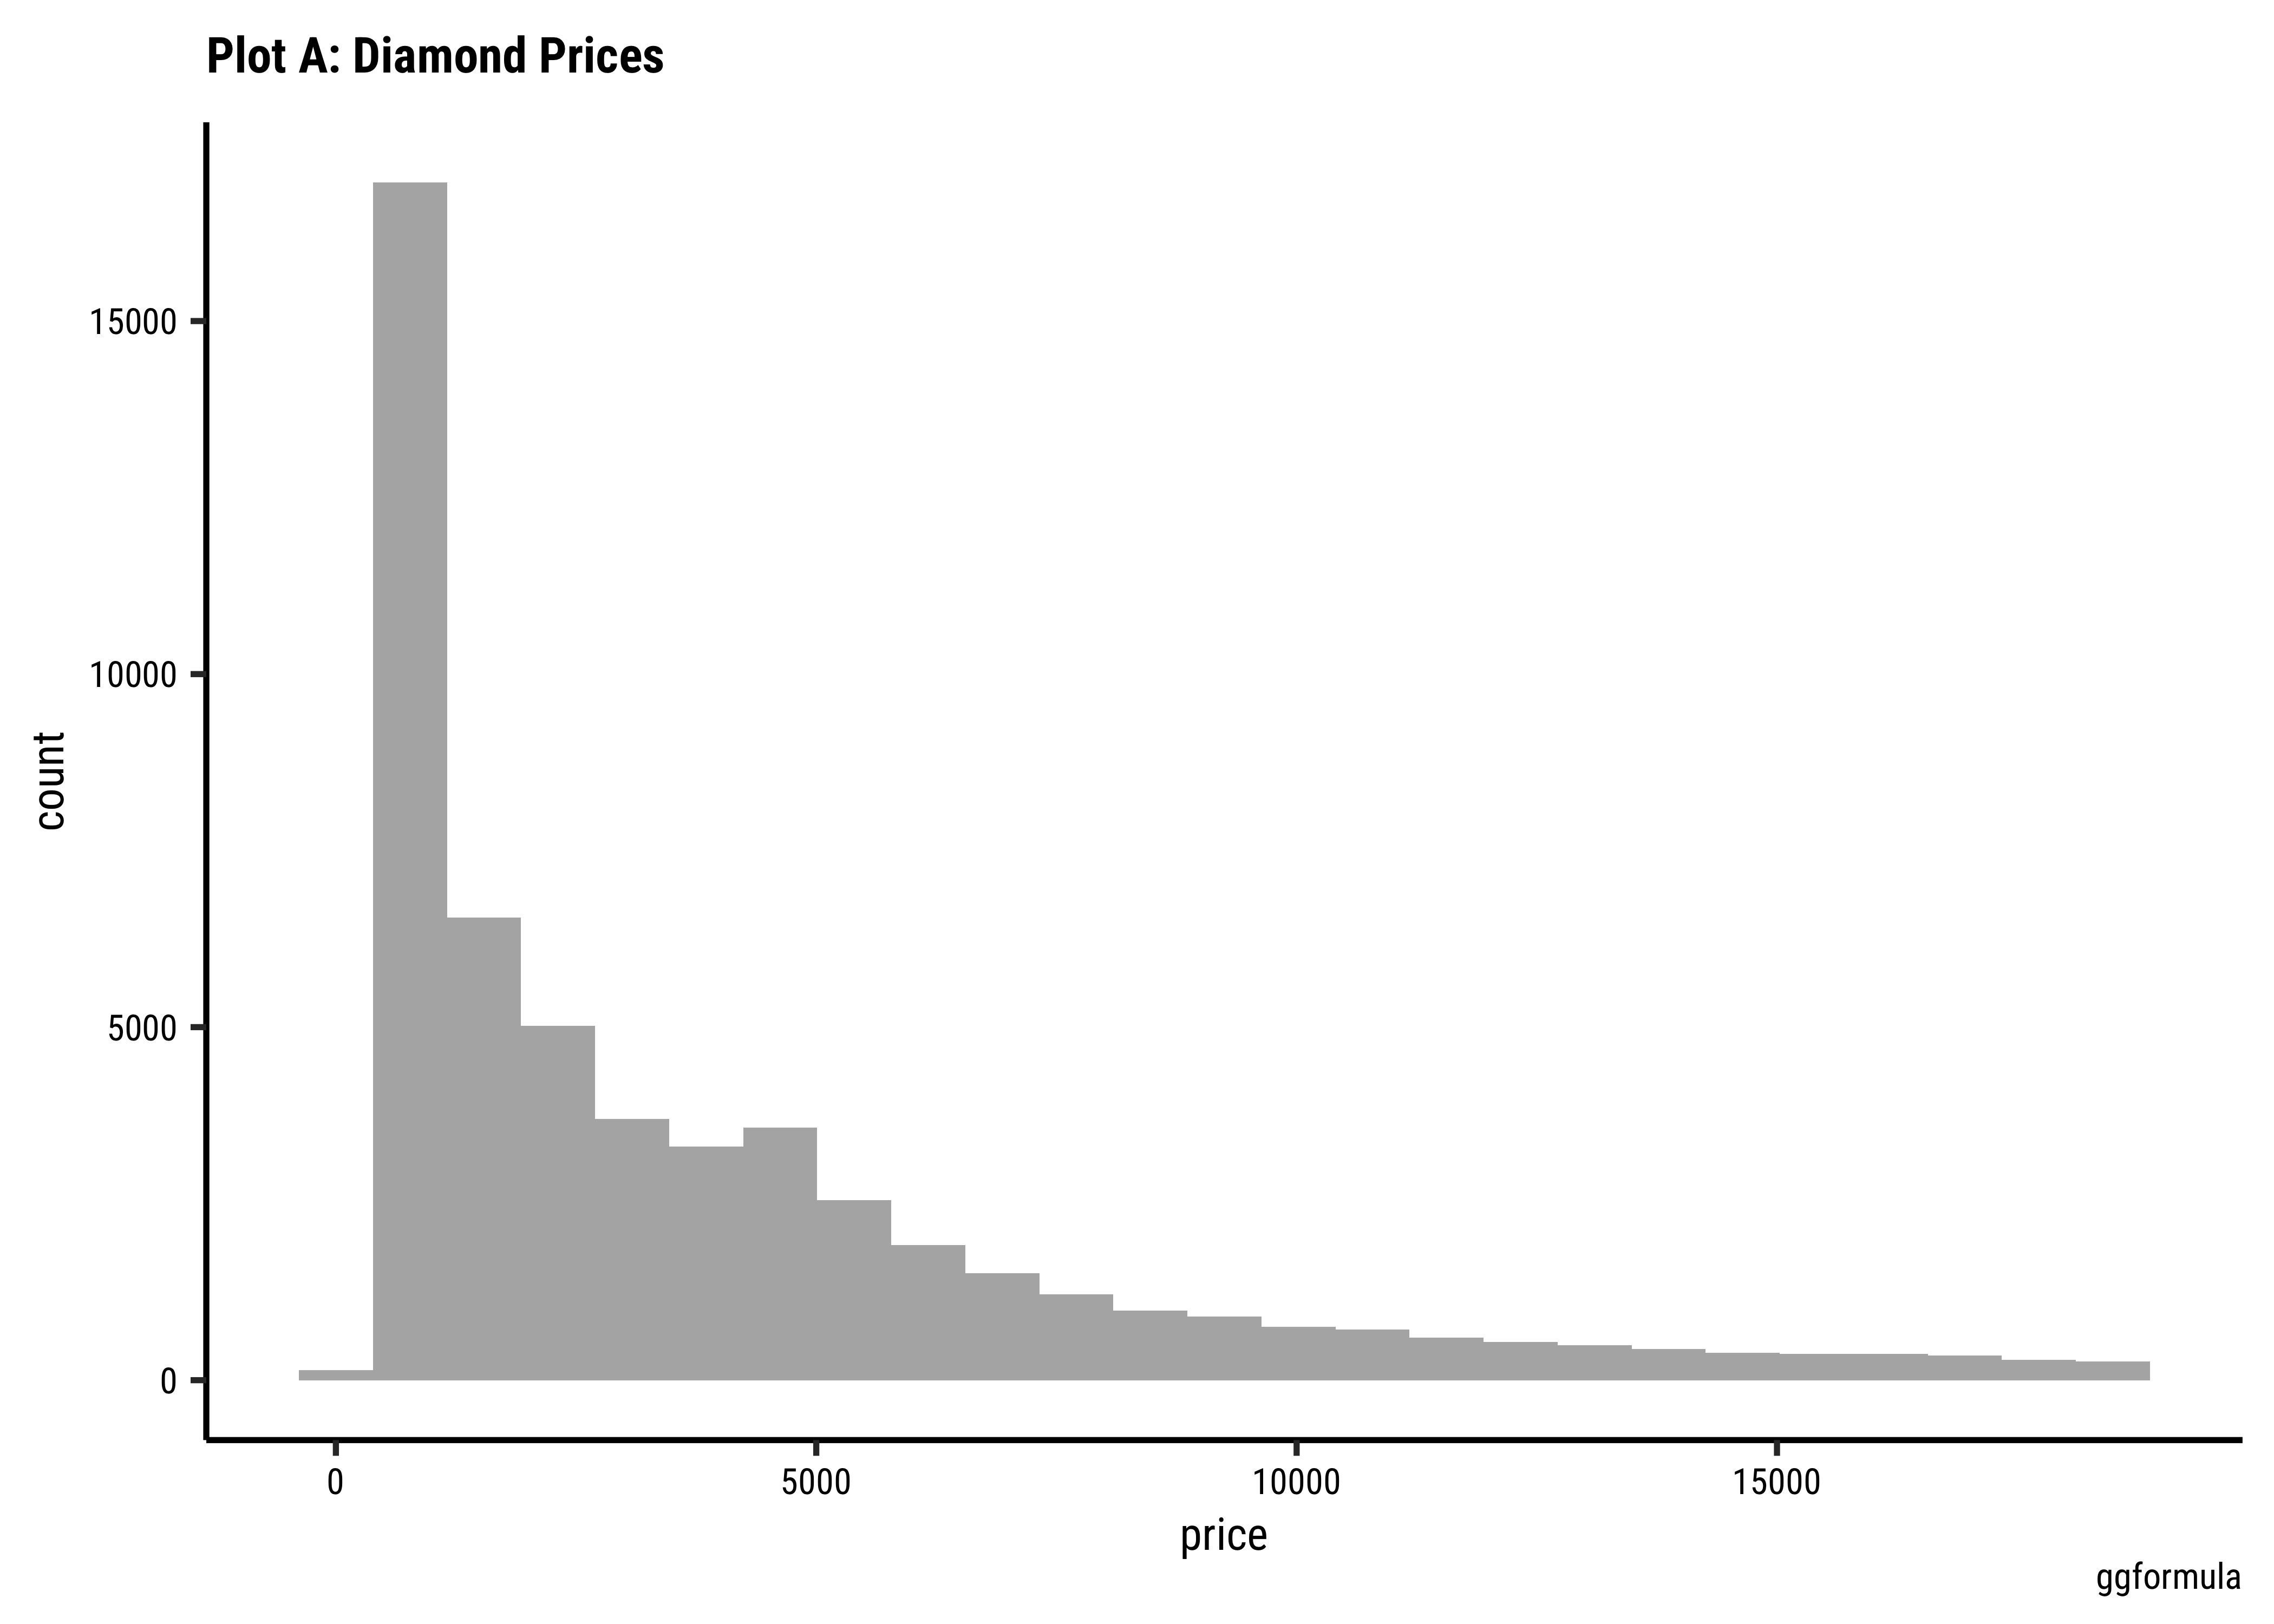 Plot A: Diamond Prices
15000
10000
5000
0
count
0 5000 10000 15000
price
ggformula